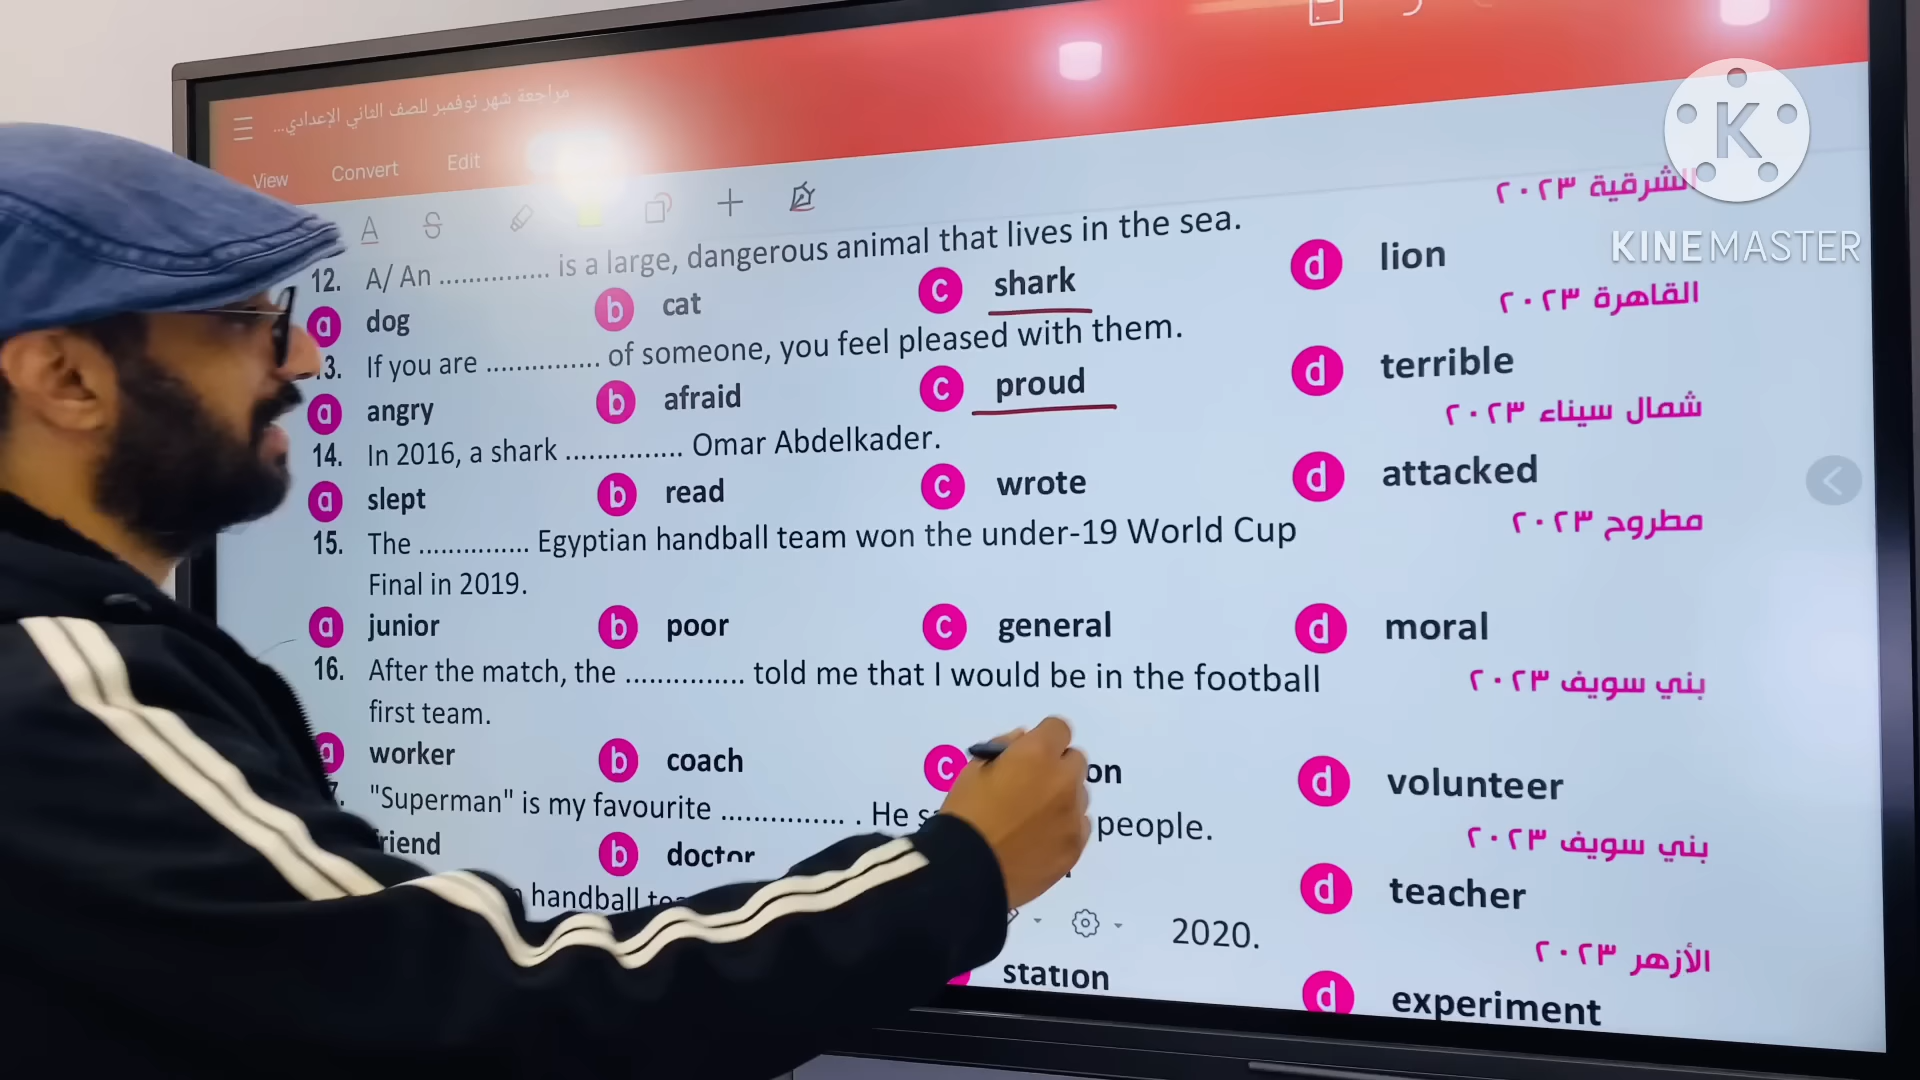 مراجعة شهر نوفمبر للصف الثاني الإعدادي...
View Convert Edit
K
KINEMASTER
الشرقية ٢٠٢٣
12. A/ An ............... is a large, dangerous animal that lives in the sea.
a dog b cat c shark d lion
القاهرة ٢٠٢٣
13. If you are ............... of someone, you feel pleased with them.
a angry b afraid c proud d terrible
شمال سيناء ٢٠٢٣
14. In 2016, a shark ............... Omar Abdelkader.
a slept b read c wrote d attacked
مطروح ٢٠٢٣
15. The ............... Egyptian handball team won the under-19 World Cup
Final in 2019.
a junior b poor c general d moral
بني سويف ٢٠٢٣
16. After the match, the ............... told me that I would be in the football
first team.
a worker b coach c d volunteer
بني سويف ٢٠٢٣
"Superman" is my favourite ............... . He people.
b doctor d teacher
الأزهر ٢٠٢٣
handball 2020.
station d experiment